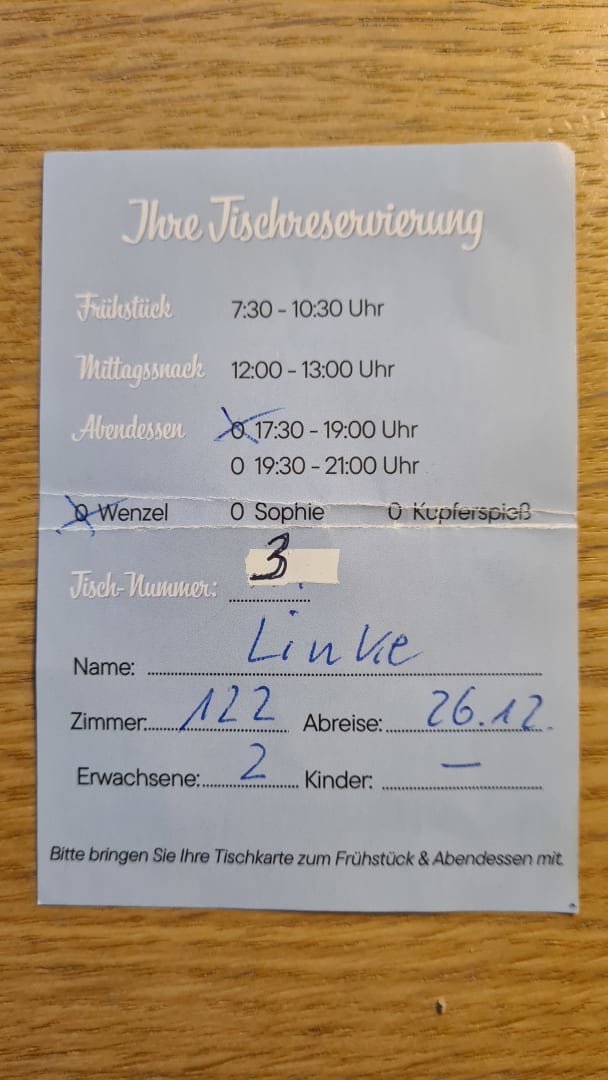 Ihre Tischreservierung
Frühstück 7:30 - 10:30 Uhr
Mittagssnack 12:00 - 13:00 Uhr
Abendessen 0 17:30 - 19:00 Uhr
0 19:30 - 21:00 Uhr
0 Wenzel 0 Sophie 0 Kupferspieß
Tisch-Nummer: 3
Name: Linke
Zimmer: 122 Abreise: 26.12.
Erwachsene: 2 Kinder: —
Bitte bringen Sie Ihre Tischkarte zum Frühstück & Abendessen mit.